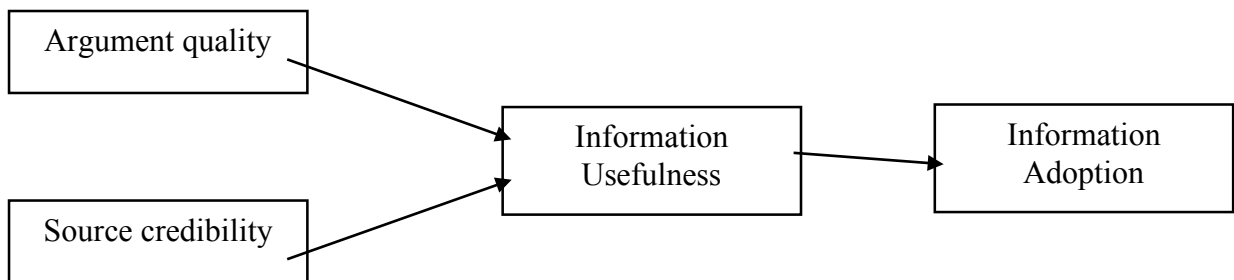 Argument quality
Source credibility
Information
Usefulness
Information
Adoption